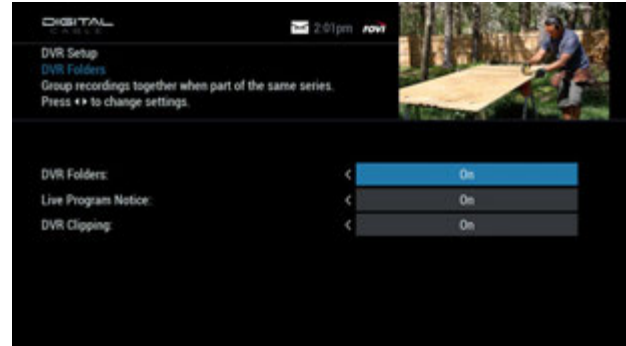 DIGITAL
CABLE
2:01pm rovi
DVR Setup
DVR Folders
Group recordings together when part of the same series.
Press ◂▸ to change settings.
DVR Folders: < On
Live Program Notice: < On
DVR Clipping: < On